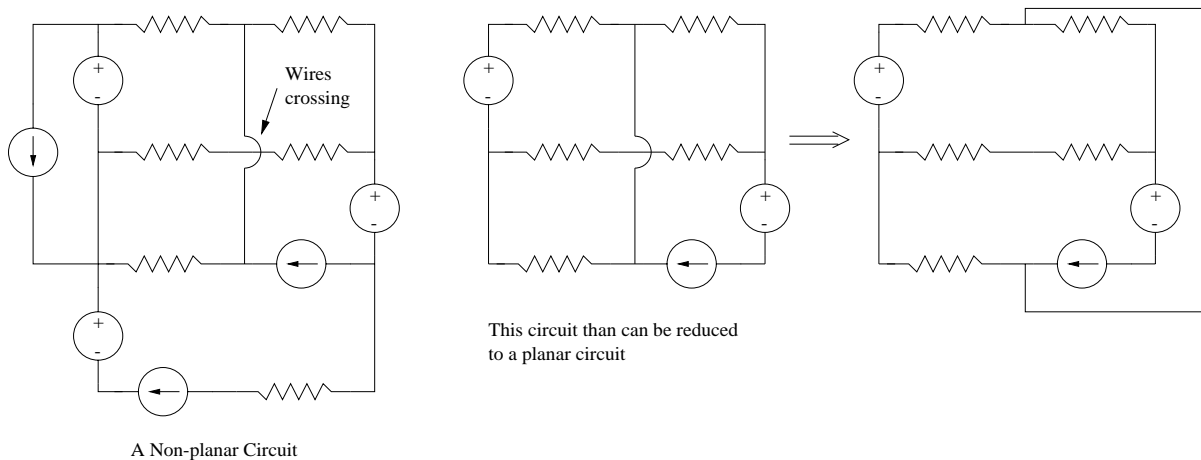 Wires
crossing
This circuit than can be reduced
to a planar circuit
A Non-planar Circuit
+
-
+
-
+
-
+
-
+
-
+
-
+
-